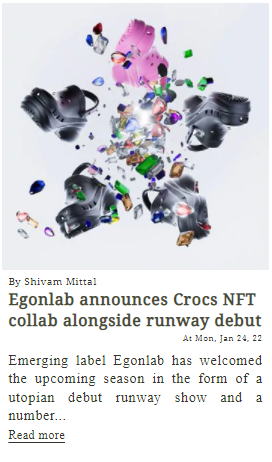 By Shivam Mittal
Egonlab announces Crocs NFT
collab alongside runway debut
At Mon, Jan 24, 22
Emerging label Egonlab has welcomed
the upcoming season in the form of a
utopian debut runway show and a
number...
Read more